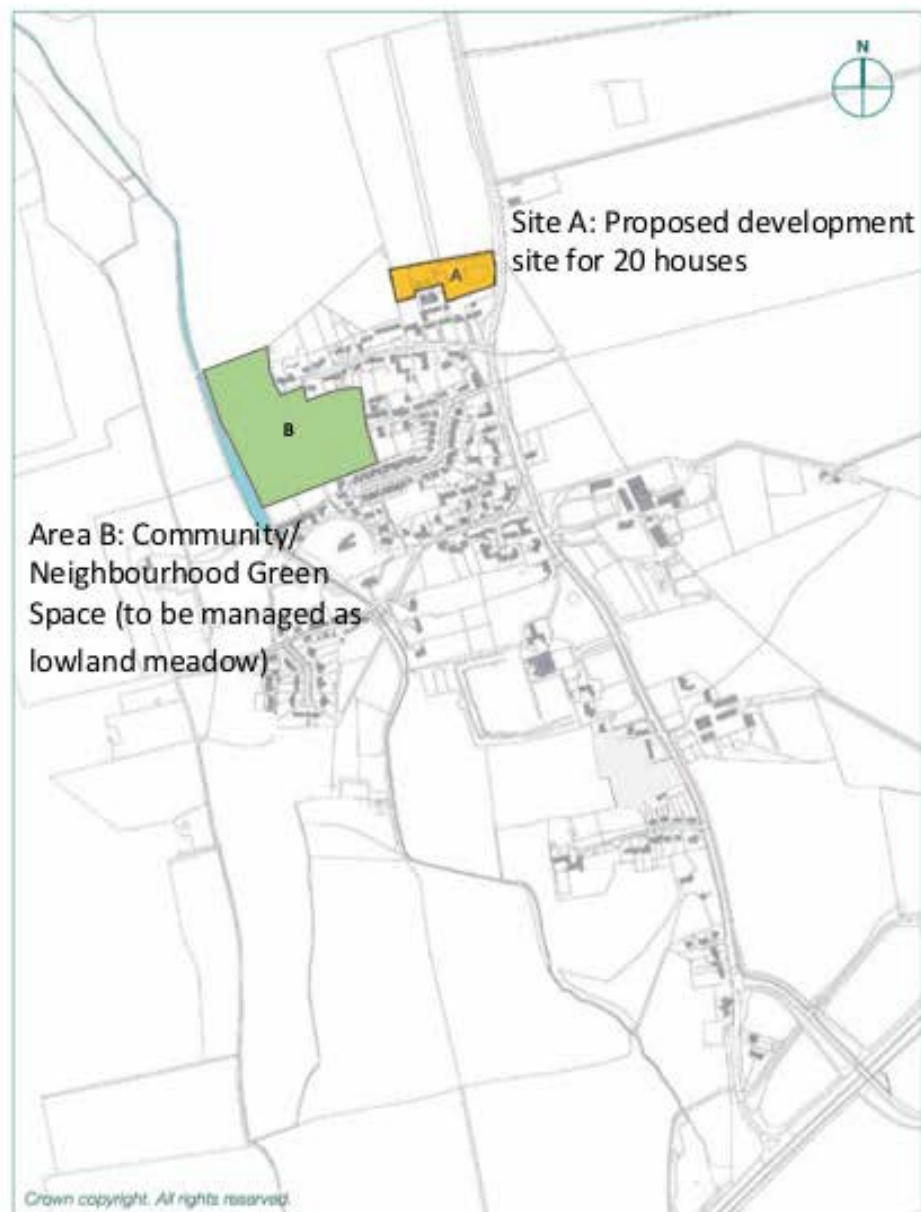 N
Site A: Proposed development
site for 20 houses
A
B
Area B: Community/
Neighbourhood Green
Space (to be managed as
lowland meadow)
Crown copyright. All rights reserved.